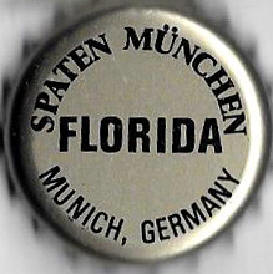 SPATEN MÜNCHEN
FLORIDA
MUNICH, GERMANY